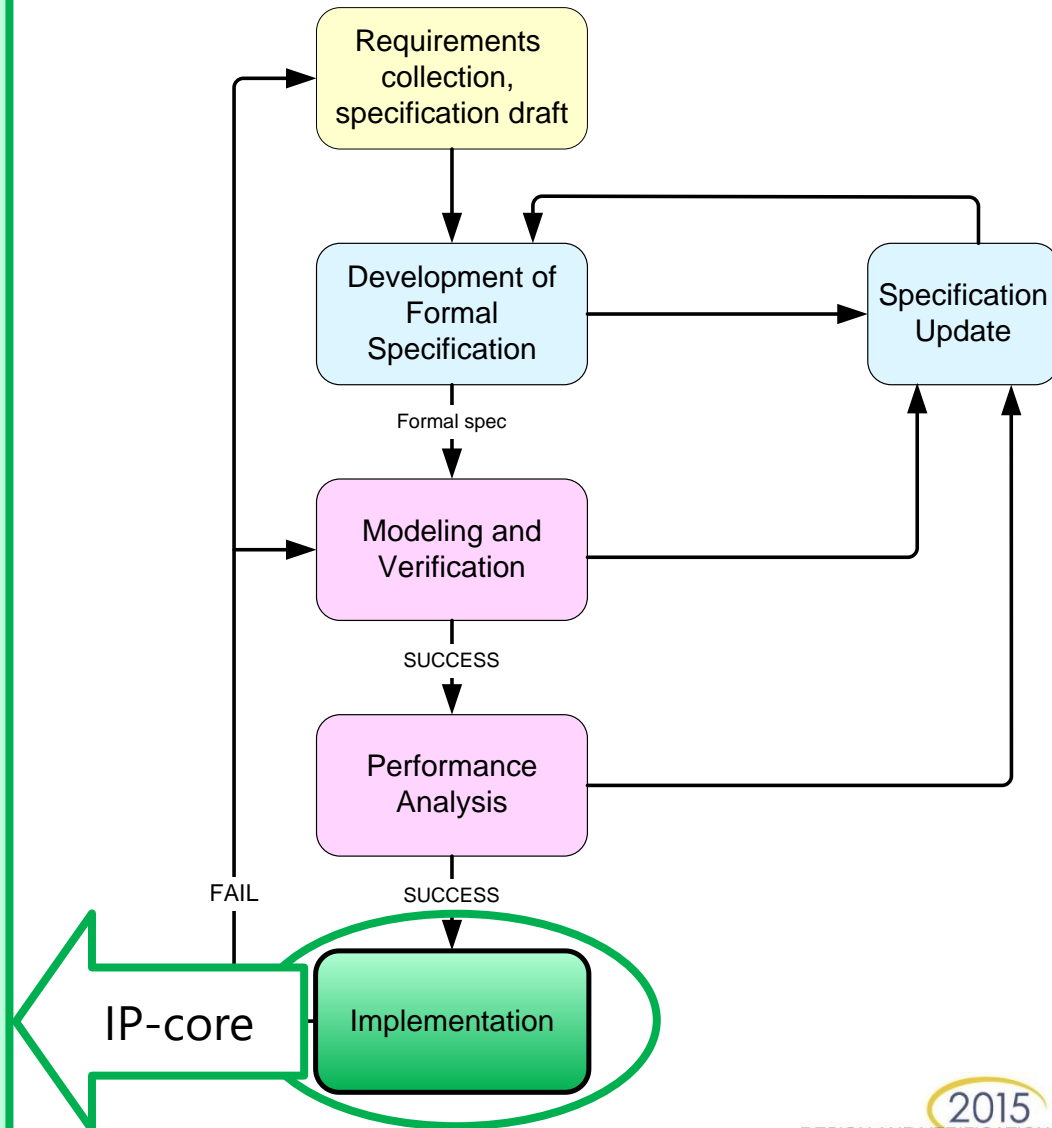 Requirements
collection,
specification draft
Development of
Formal
Specification
Specification
Update
Formal spec
Modeling and
Verification
SUCCESS
Performance
Analysis
FAIL
SUCCESS
IP-core
Implementation
2015